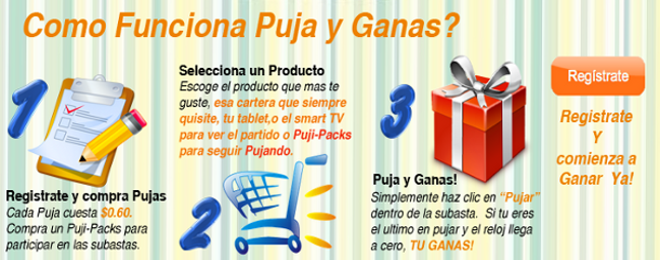 Como Funciona Puja y Ganas?
1
Registrate y compra Pujas
Cada Puja cuesta $0.60.
Compra un Puji-Packs para
participar en las subastas.
Selecciona un Producto
Escoge el producto que mas te
guste, esa cartera que siempre
quisite, tu tablet,o el smart TV
para ver el partido o Puji-Packs
para seguir Pujando.
2
3
Puja y Ganas!
Simplemente haz clic en “Pujar”
dentro de la subasta. Si tu eres
el ultimo en pujar y el reloj llega
a cero, TU GANAS!
Regístrate
Registrate
Y
comienza a
Ganar Ya!